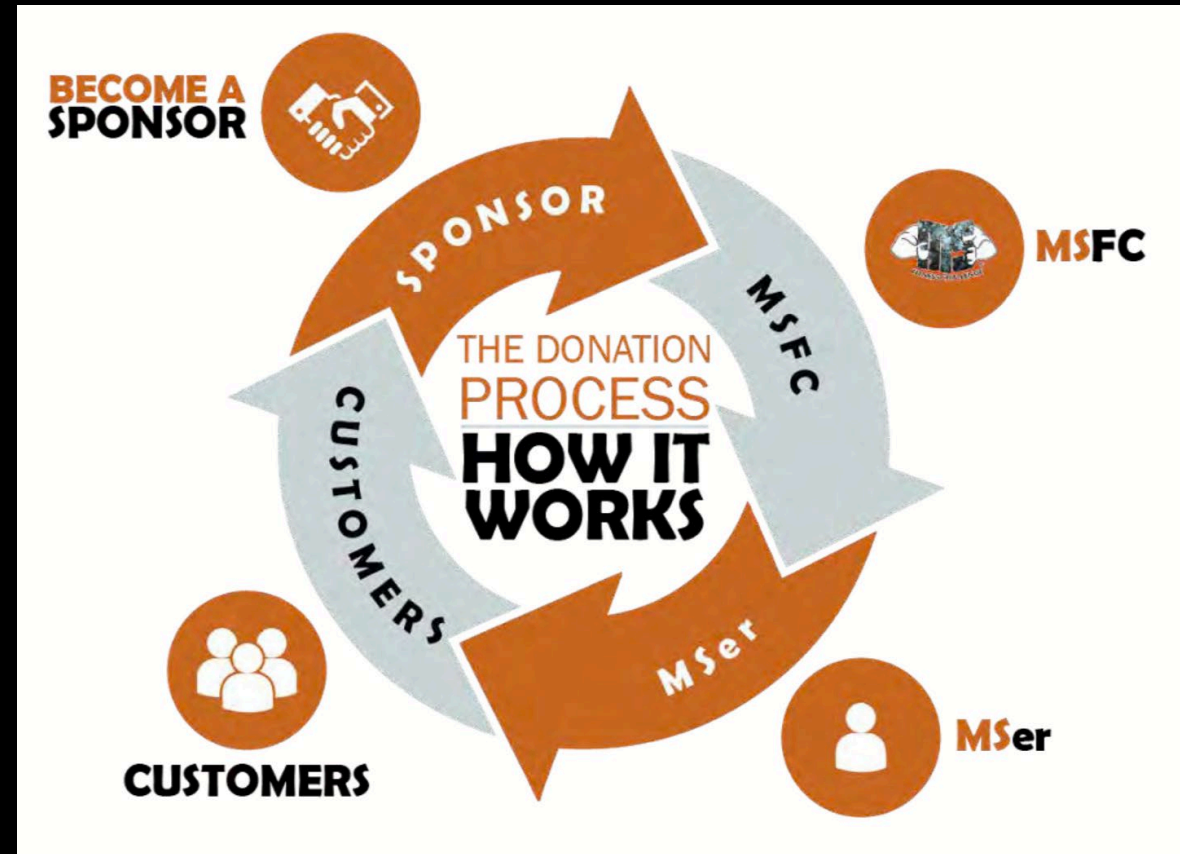 BECOME A
SPONSOR
SPONSOR
MSFC
MSFC
THE DONATION
PROCESS
HOW IT
WORKS
CUSTOMERS
MSer
MSer
CUSTOMERS